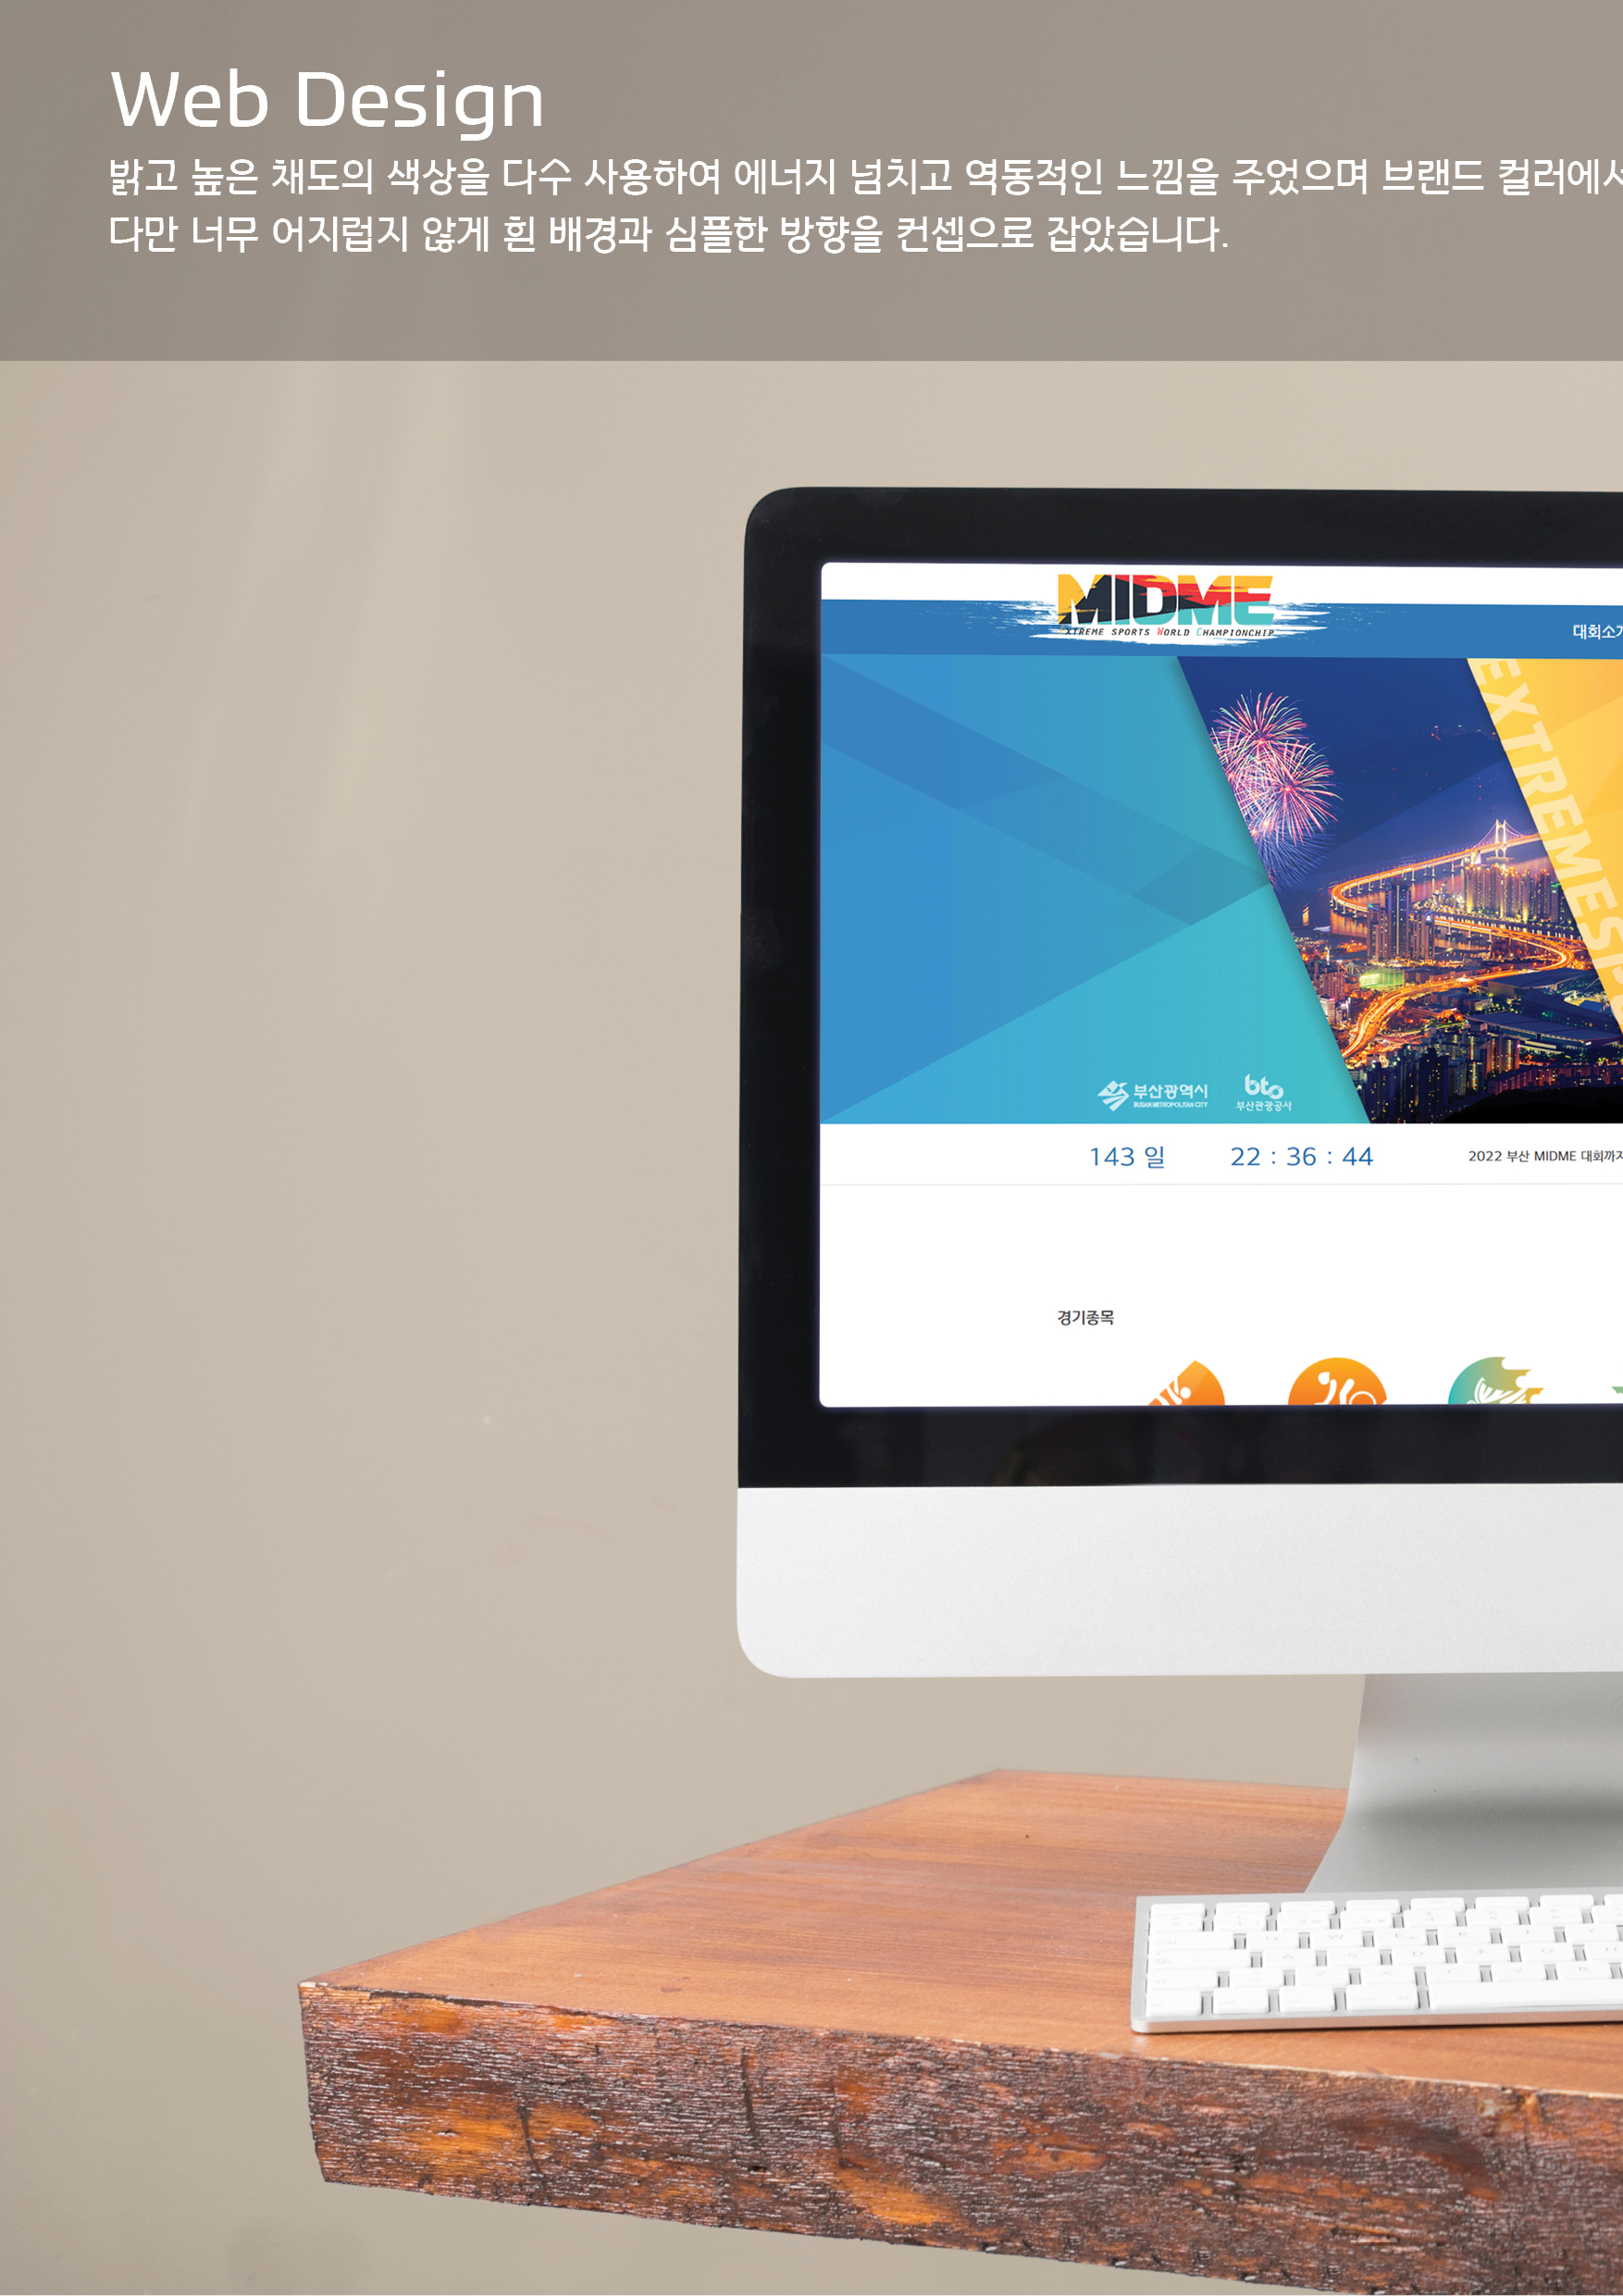 Web Design
밝고 높은 채도의 색상을 다수 사용하여 에너지 넘치고 역동적인 느낌을 주었으며 브랜드 컬러에서
다만 너무 어지럽지 않게 흰 배경과 심플한 방향을 컨셉으로 잡았습니다.
MIDME
EXTREME SPORTS WORLD CHAMPIONCHIP
대회소개
EXTREMESP
부산광역시
BUSAN METROPOLITAN CITY
bto
부산관광공사
143 일 22 : 36 : 44 2022 부산 MIDME 대회까지
경기종목